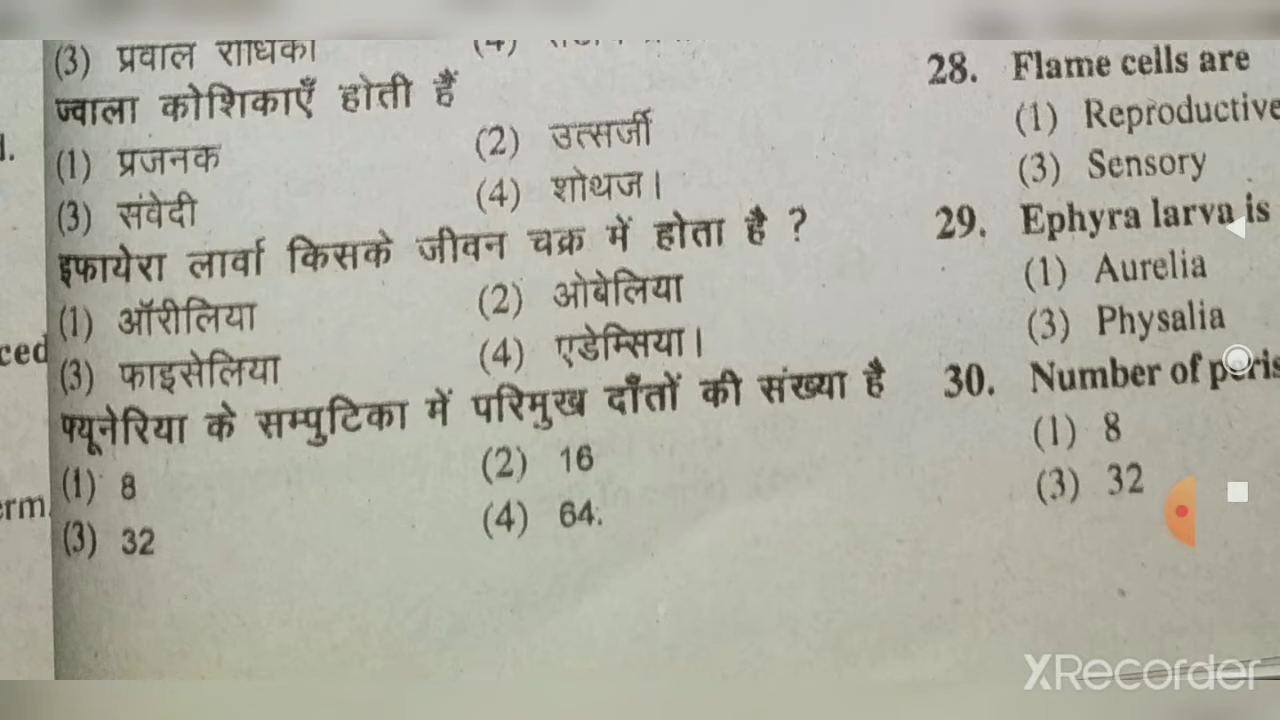 (3) प्रवाल रोधिका
(4)
ज्वाला कोशिकाएँ होती हैं
(1) प्रजनक
(2) उत्सर्जी
(3) संवेदी
(4) शोथज।
इफायेरा लार्वा किसके जीवन चक्र में होता है ?
(1) ऑरीलिया
(2) ओबेलिया
(3) फाइसेलिया
(4) एडेम्सिया।
फ्यूनेरिया के सम्पुटिका में परिमुख दाँतों की संख्या है
(1) 8
(2) 16
(3) 32
(4) 64.
28. Flame cells are
(1) Reproductive
(3) Sensory
29. Ephyra larva is
(1) Aurelia
(3) Physalia
30. Number of peris
(1) 8
(3) 32
XRecorder